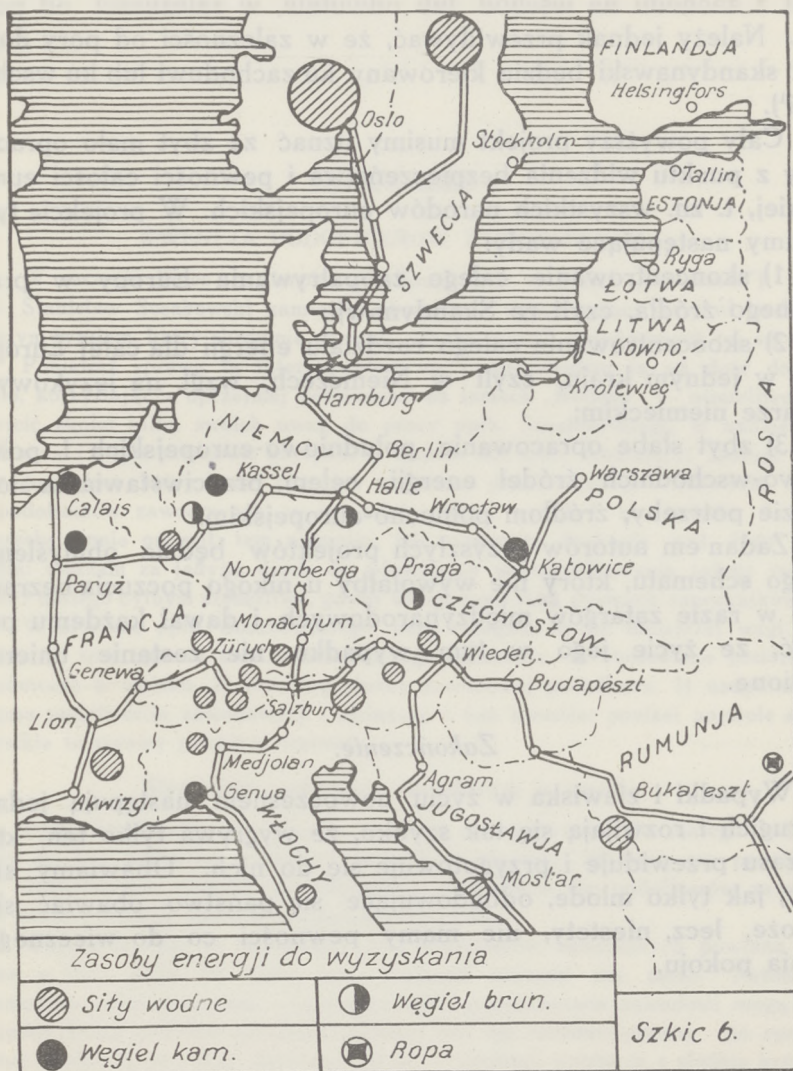 FINLANDJA
Helsingfors
Oslo
Stockholm
Tallin
ESTONJA
SZWECJA
Ryga
ŁOTWA
LITWA
Kowno
Królewiec
Hamburg
NIEMCY
Berlin
ROSJA
Calais
Kassel
Halle
Wrocław
Warszawa
POLSKA
Katowice
Paryż
Norymberga
Praga
CZECHOSŁOW.
FRANCJA
Monachjum
Zürych
Wiedeń
Genewa
Salzburg
Budapeszt
Lion
Medjolan
RUMUNJA
Akwizgr.
Genua
Agram
Bukareszt
WŁOCHY
JUGOSŁAWJA
Mostar
Zasoby energji do wyzyskania
Siły wodne
Węgiel brun.
Węgiel kam.
Ropa
Szkic 6.